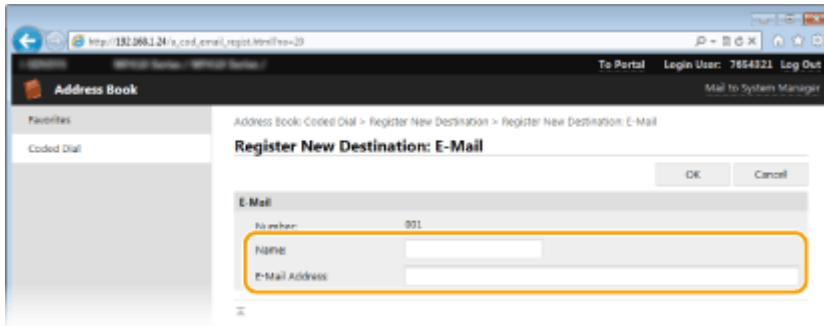 http://192.168.1.24/a_cod_email_regist.html?no=20
To Portal Login User: 7654321 Log Out
Address Book Mail to System Manager
Favorites
Address Book: Coded Dial > Register New Destination > Register New Destination: E-Mail
Coded Dial
Register New Destination: E-Mail
OK Cancel
E-Mail
Number: 001
Name:
E-Mail Address: